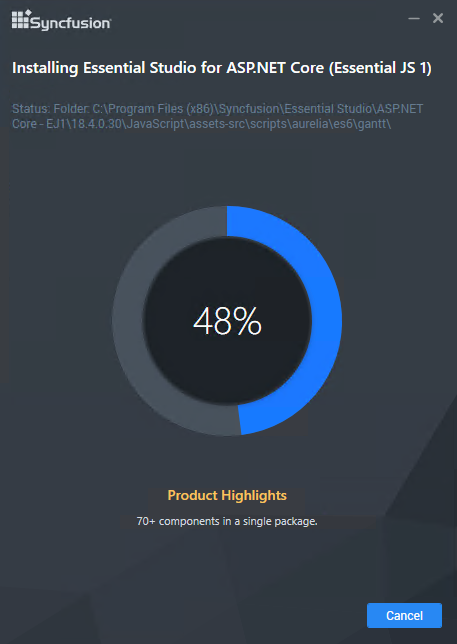 Syncfusion
Installing Essential Studio for ASP.NET Core (Essential JS 1)
Status: Folder: C:\Program Files (x86)\Syncfusion\Essential Studio\ASP.NET
Core - EJ1\18.4.0.30\JavaScript\assets-src\scripts\aurelia\es6\gantt\
48%
Product Highlights
70+ components in a single package.
Cancel